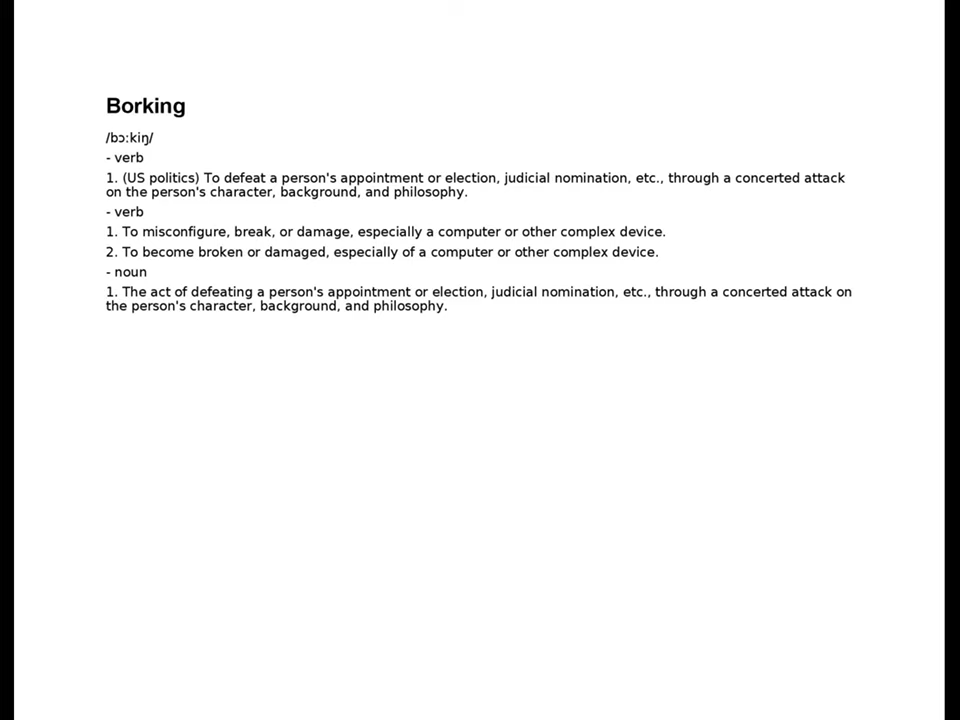 Borking
/bɔːkiŋ/
- verb
1. (US politics) To defeat a person's appointment or election, judicial nomination, etc., through a concerted attack
on the person's character, background, and philosophy.
- verb
1. To misconfigure, break, or damage, especially a computer or other complex device.
2. To become broken or damaged, especially of a computer or other complex device.
- noun
1. The act of defeating a person's appointment or election, judicial nomination, etc., through a concerted attack on
the person's character, background, and philosophy.